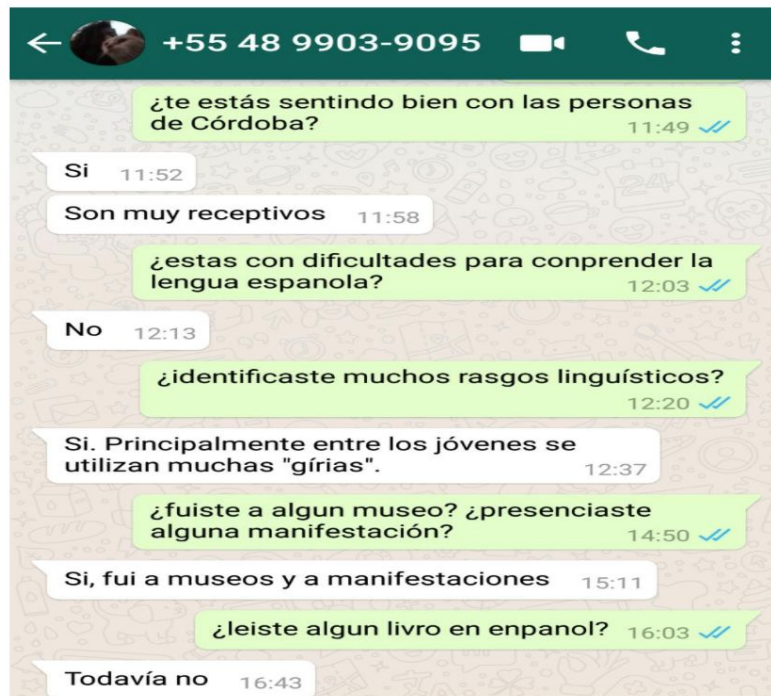 +55 48 9903-9095
¿te estás sentindo bien con las personas
de Córdoba?
11:49
Si 11:52
Son muy receptivos 11:58
¿estas con dificultades para conprender la
lengua espanola?
12:03
No 12:13
¿identificaste muchos rasgos linguísticos?
12:20
Si. Principalmente entre los jóvenes se
utilizan muchas "gírias".
12:37
¿fuiste a algun museo? ¿presenciaste
alguna manifestación?
14:50
Si, fui a museos y a manifestaciones 15:11
¿leiste algun livro en enpanol? 16:03
Todavía no 16:43